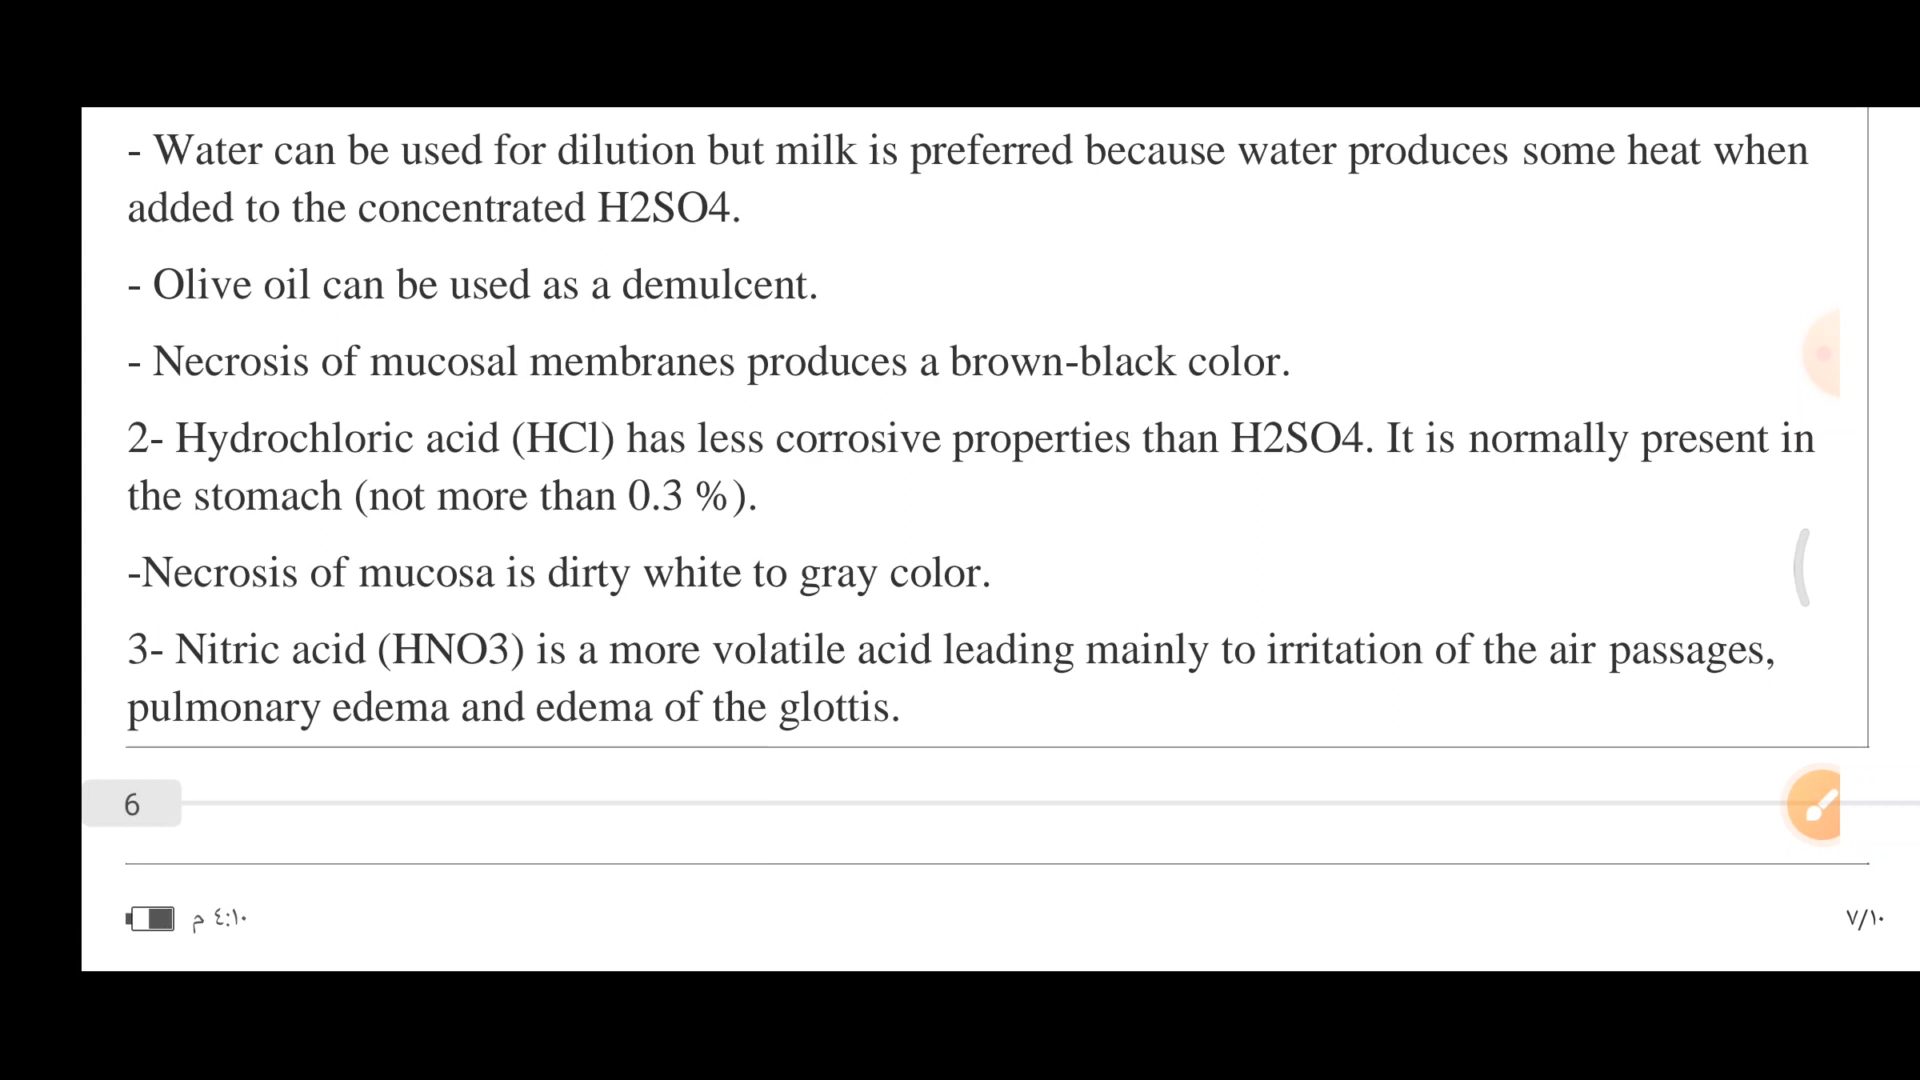 - Water can be used for dilution but milk is preferred because water produces some heat when
added to the concentrated H2SO4.
- Olive oil can be used as a demulcent.
- Necrosis of mucosal membranes produces a brown-black color.
2- Hydrochloric acid (HCl) has less corrosive properties than H2SO4. It is normally present in
the stomach (not more than 0.3 %).
-Necrosis of mucosa is dirty white to gray color.
3- Nitric acid (HNO3) is a more volatile acid leading mainly to irritation of the air passages,
pulmonary edema and edema of the glottis.
6
٤:١٠ م
٧/١٠